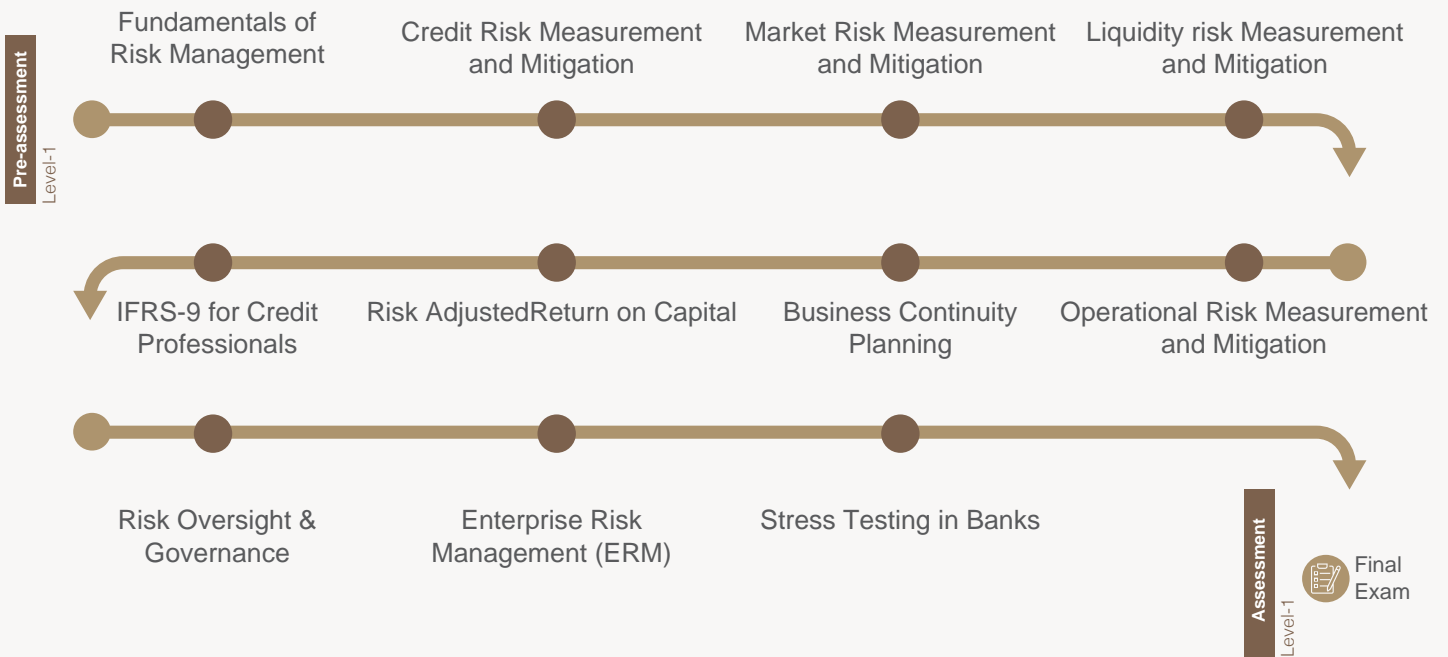 Pre-assessment
Level-1
Fundamentals of
Risk Management
Credit Risk Measurement
and Mitigation
Market Risk Measurement
and Mitigation
Liquidity risk Measurement
and Mitigation
IFRS-9 for Credit
Professionals
Risk AdjustedReturn on Capital
Business Continuity
Planning
Operational Risk Measurement
and Mitigation
Risk Oversight &
Governance
Enterprise Risk
Management (ERM)
Stress Testing in Banks
Assessment
Level-1
Final
Exam